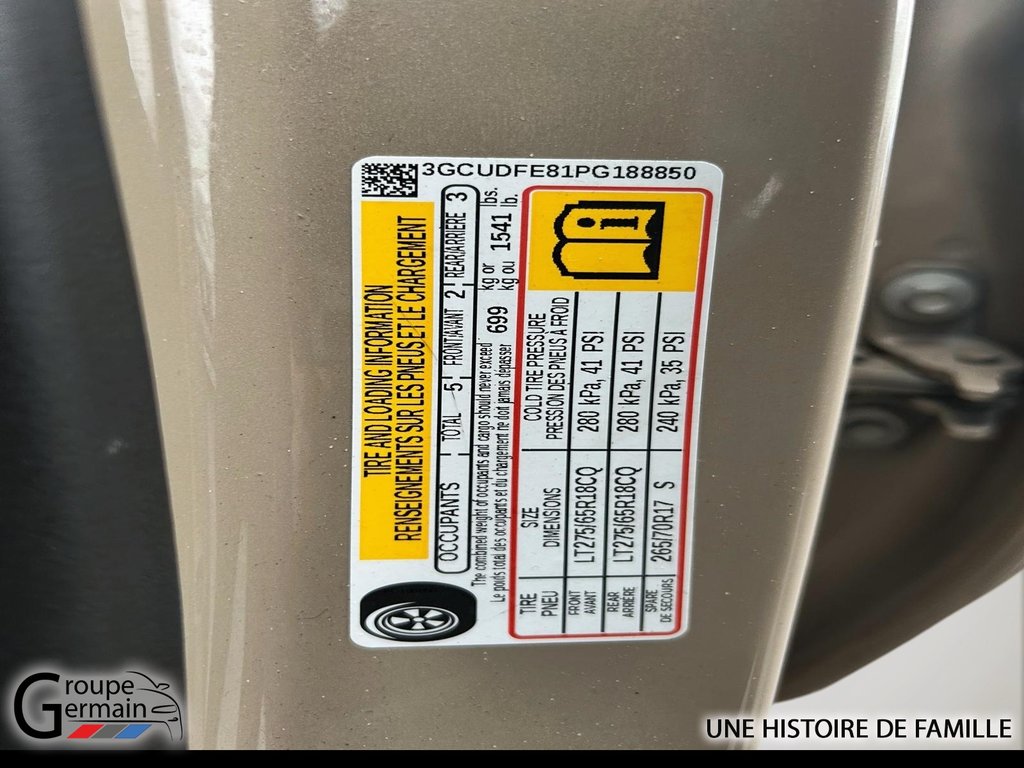 3GCUDFE81PG188850
TIRE AND LOADING INFORMATION
RENSEIGNEMENTS SUR LES PNEUS ET LE CHARGEMENT
OCCUPANTS TOTAL 5 FRONT/AVANT 2 REAR/ARRIÈRE 3
The combined weight of occupants and cargo should never exceed 699 kg or 1541 lbs.
Le poids total des occupants et du chargement ne doit jamais dépasser kg ou lb.
TIRE SIZE COLD TIRE PRESSURE
PNEU DIMENSIONS PRESSION DES PNEUS À FROID
FRONT
AVANT LT275/65R18CQ 280 kPa, 41 PSI
REAR
ARRIERE LT275/65R18CQ 280 kPa, 41 PSI
SPARE
DE SECOURS 265/70R17 S 240 kPa, 35 PSI
Groupe
Germain
UNE HISTOIRE DE FAMILLE